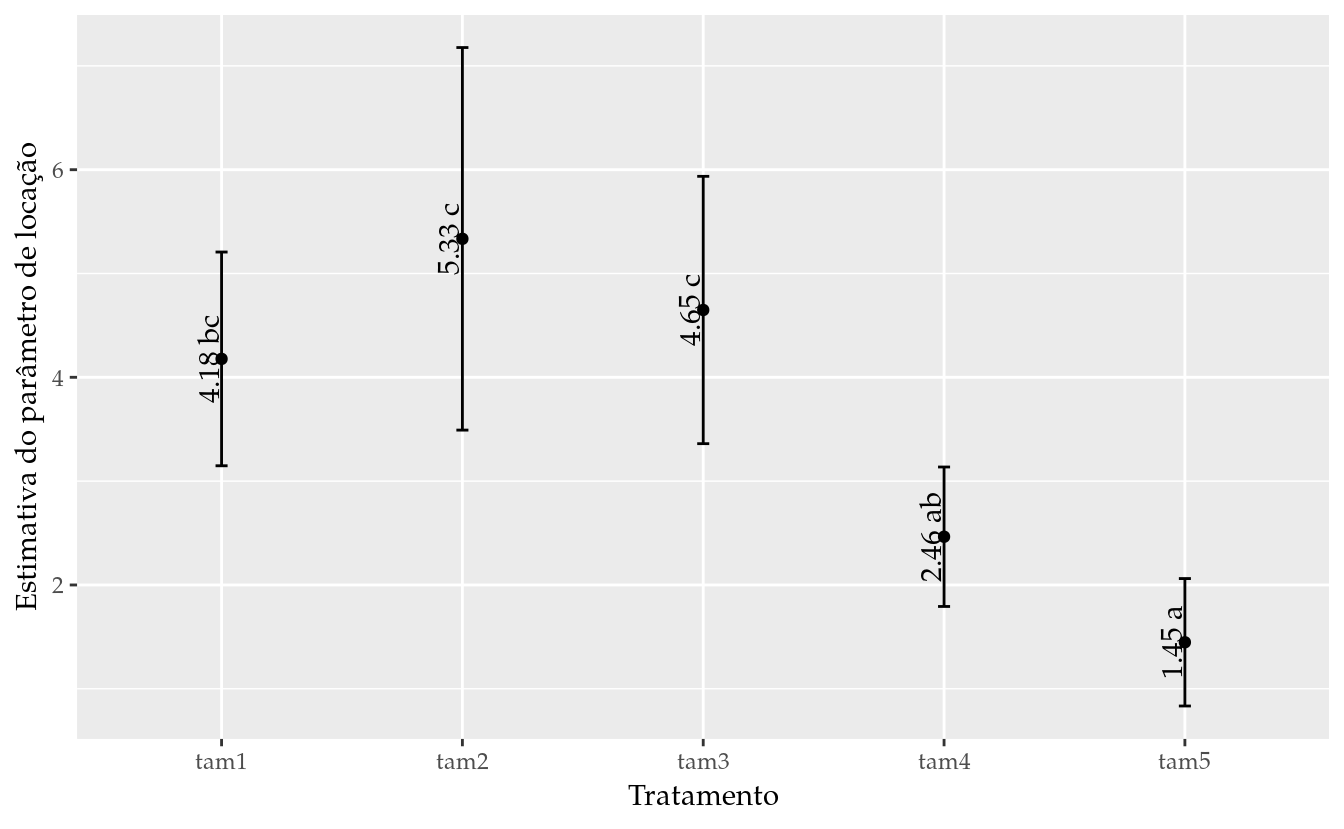 Estimativa do parâmetro de locação
6
4
2
4.18 bc
5.33 c
4.65 c
2.46 ab
1.45 a
tam1
tam2
tam3
tam4
tam5
Tratamento